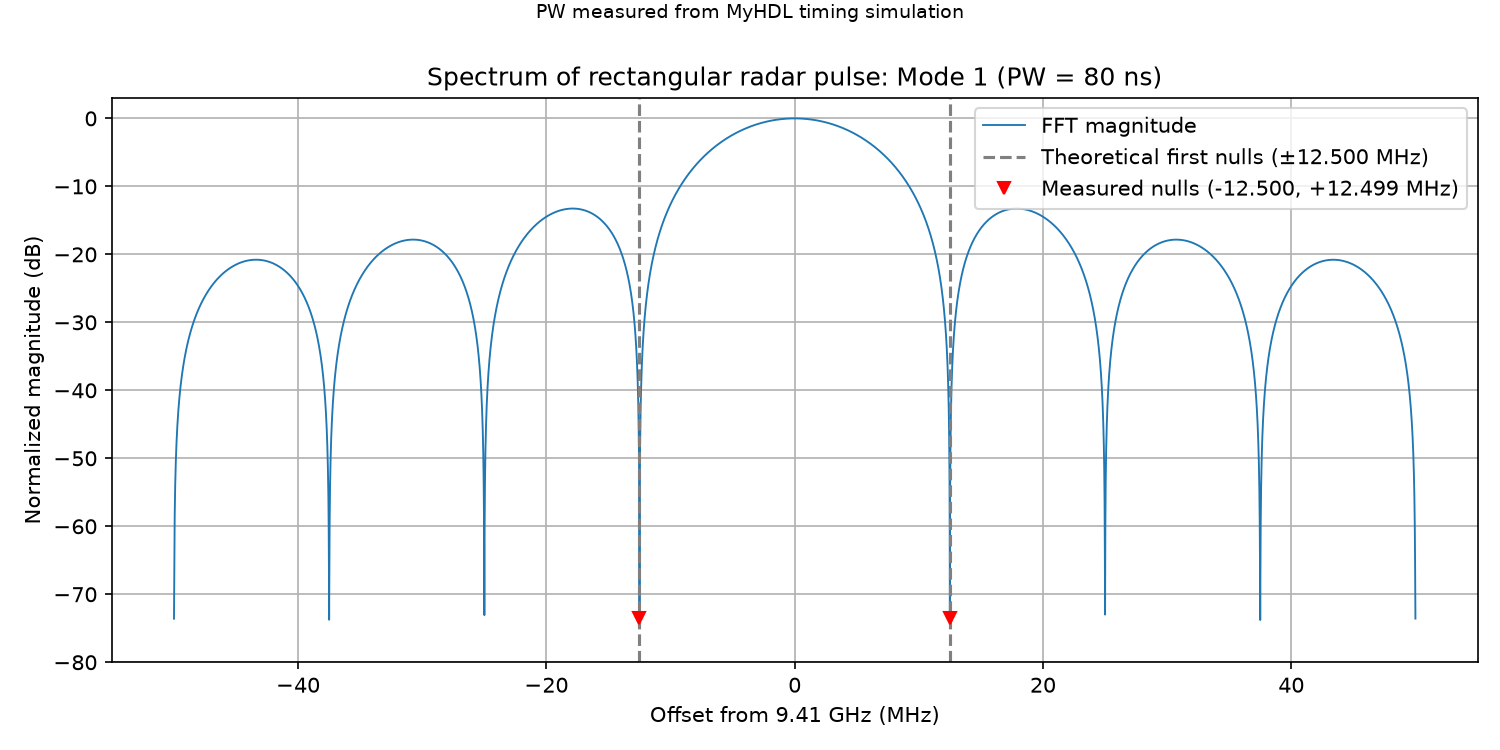 PW measured from MyHDL timing simulation
Spectrum of rectangular radar pulse: Mode 1 (PW = 80 ns)
FFT magnitude
Theoretical first nulls (±12.500 MHz)
Measured nulls (-12.500, +12.499 MHz)
Normalized magnitude (dB)
0
−10
−20
−30
−40
−50
−60
−70
−80
−40
−20
0
20
40
Offset from 9.41 GHz (MHz)